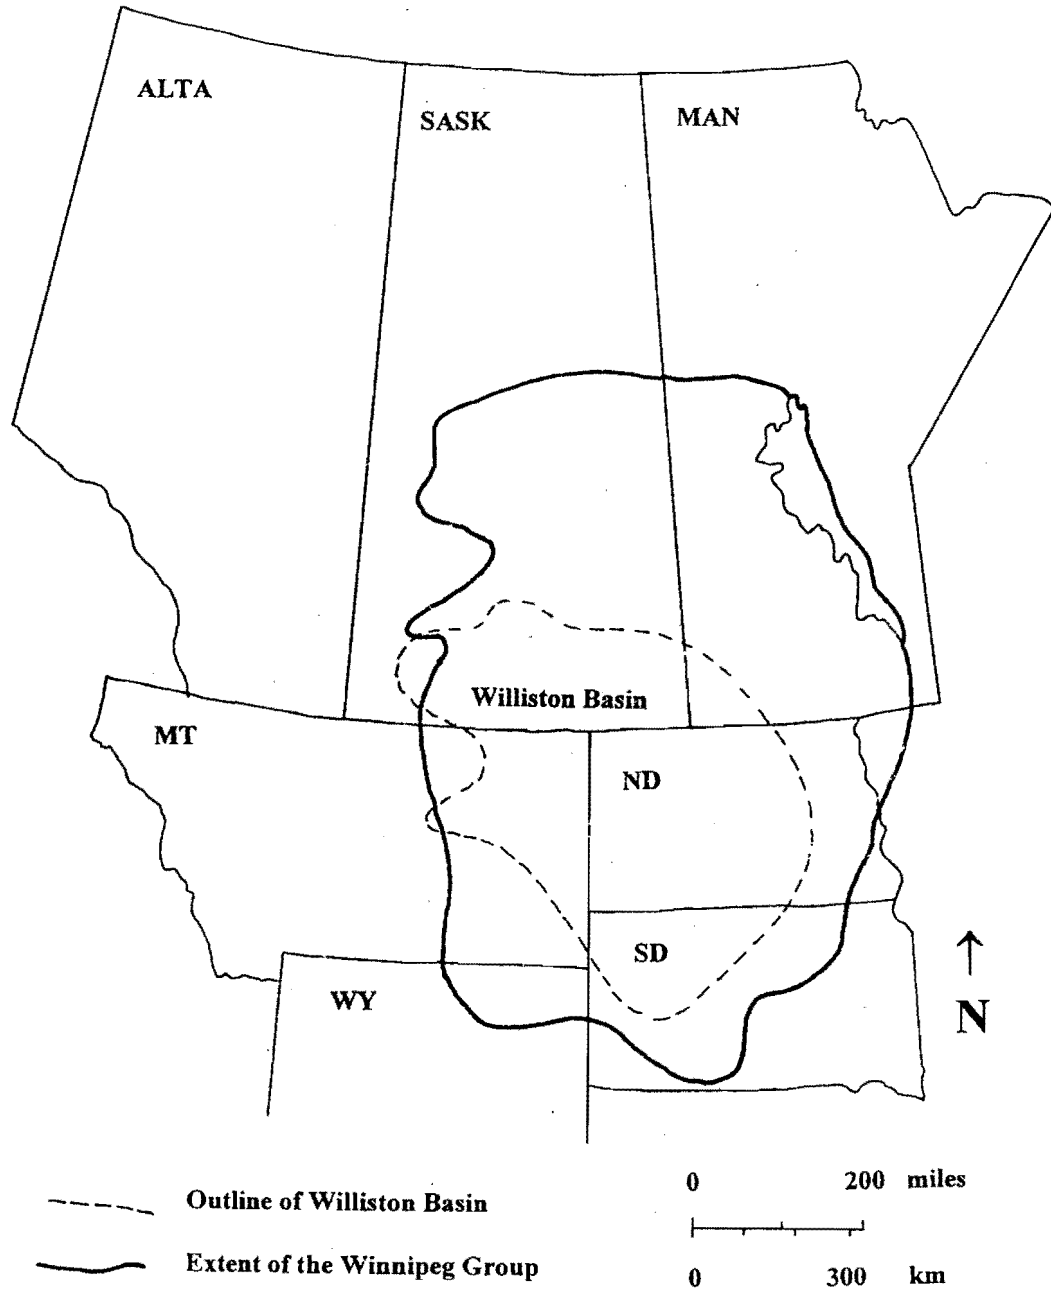 ALTA
SASK
MAN
Williston Basin
MT
ND
SD
WY
N
0 200 miles
Outline of Williston Basin
Extent of the Winnipeg Group
0 300 km